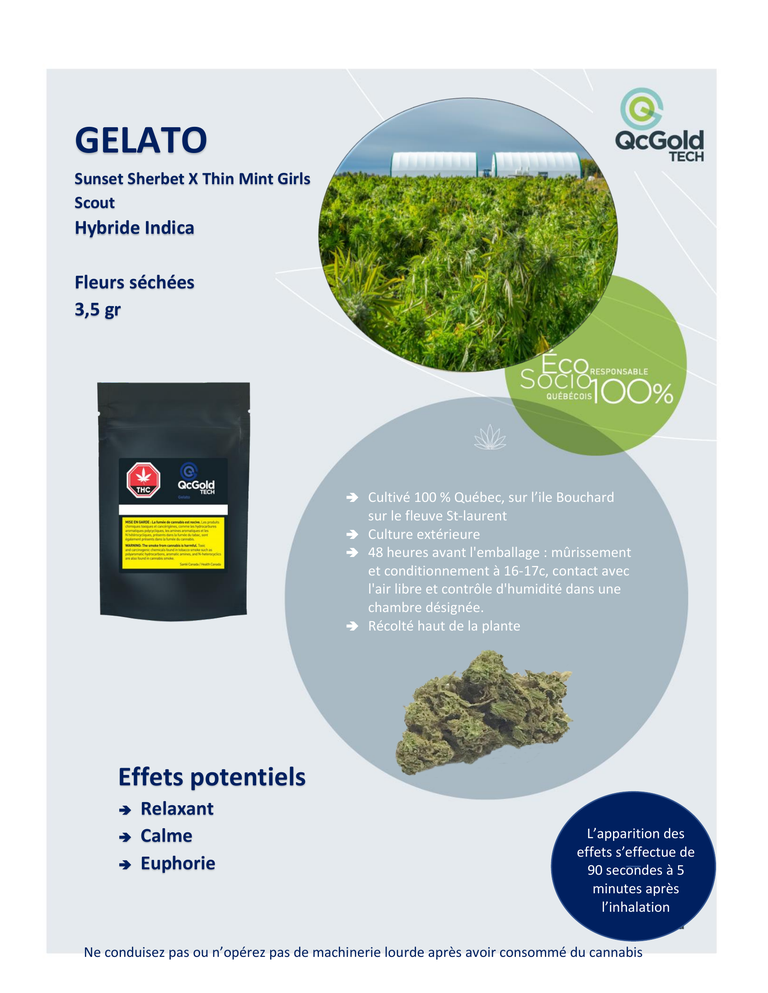 GELATO
Sunset Sherbet X Thin Mint Girls
Scout
Hybride Indica
Fleurs séchées
3,5 gr
QcGold
TECH
Éco
Socio
RESPONSABLE
QUÉBÉCOIS
100%
THC
QcGold
TECH
➔ Cultivé 100 % Québec, sur l’ile Bouchard
sur le fleuve St-laurent
➔ Culture extérieure
➔ 48 heures avant l'emballage : mûrissement
et conditionnement à 16-17c, contact avec
l'air libre et contrôle d'humidité dans une
chambre désignée.
➔ Récolté haut de la plante
Effets potentiels
➔ Relaxant
➔ Calme
➔ Euphorie
L’apparition des
effets s’effectue de
90 secondes à 5
minutes après
l’inhalation
Ne conduisez pas ou n’opérez pas de machinerie lourde après avoir consommé du cannabis